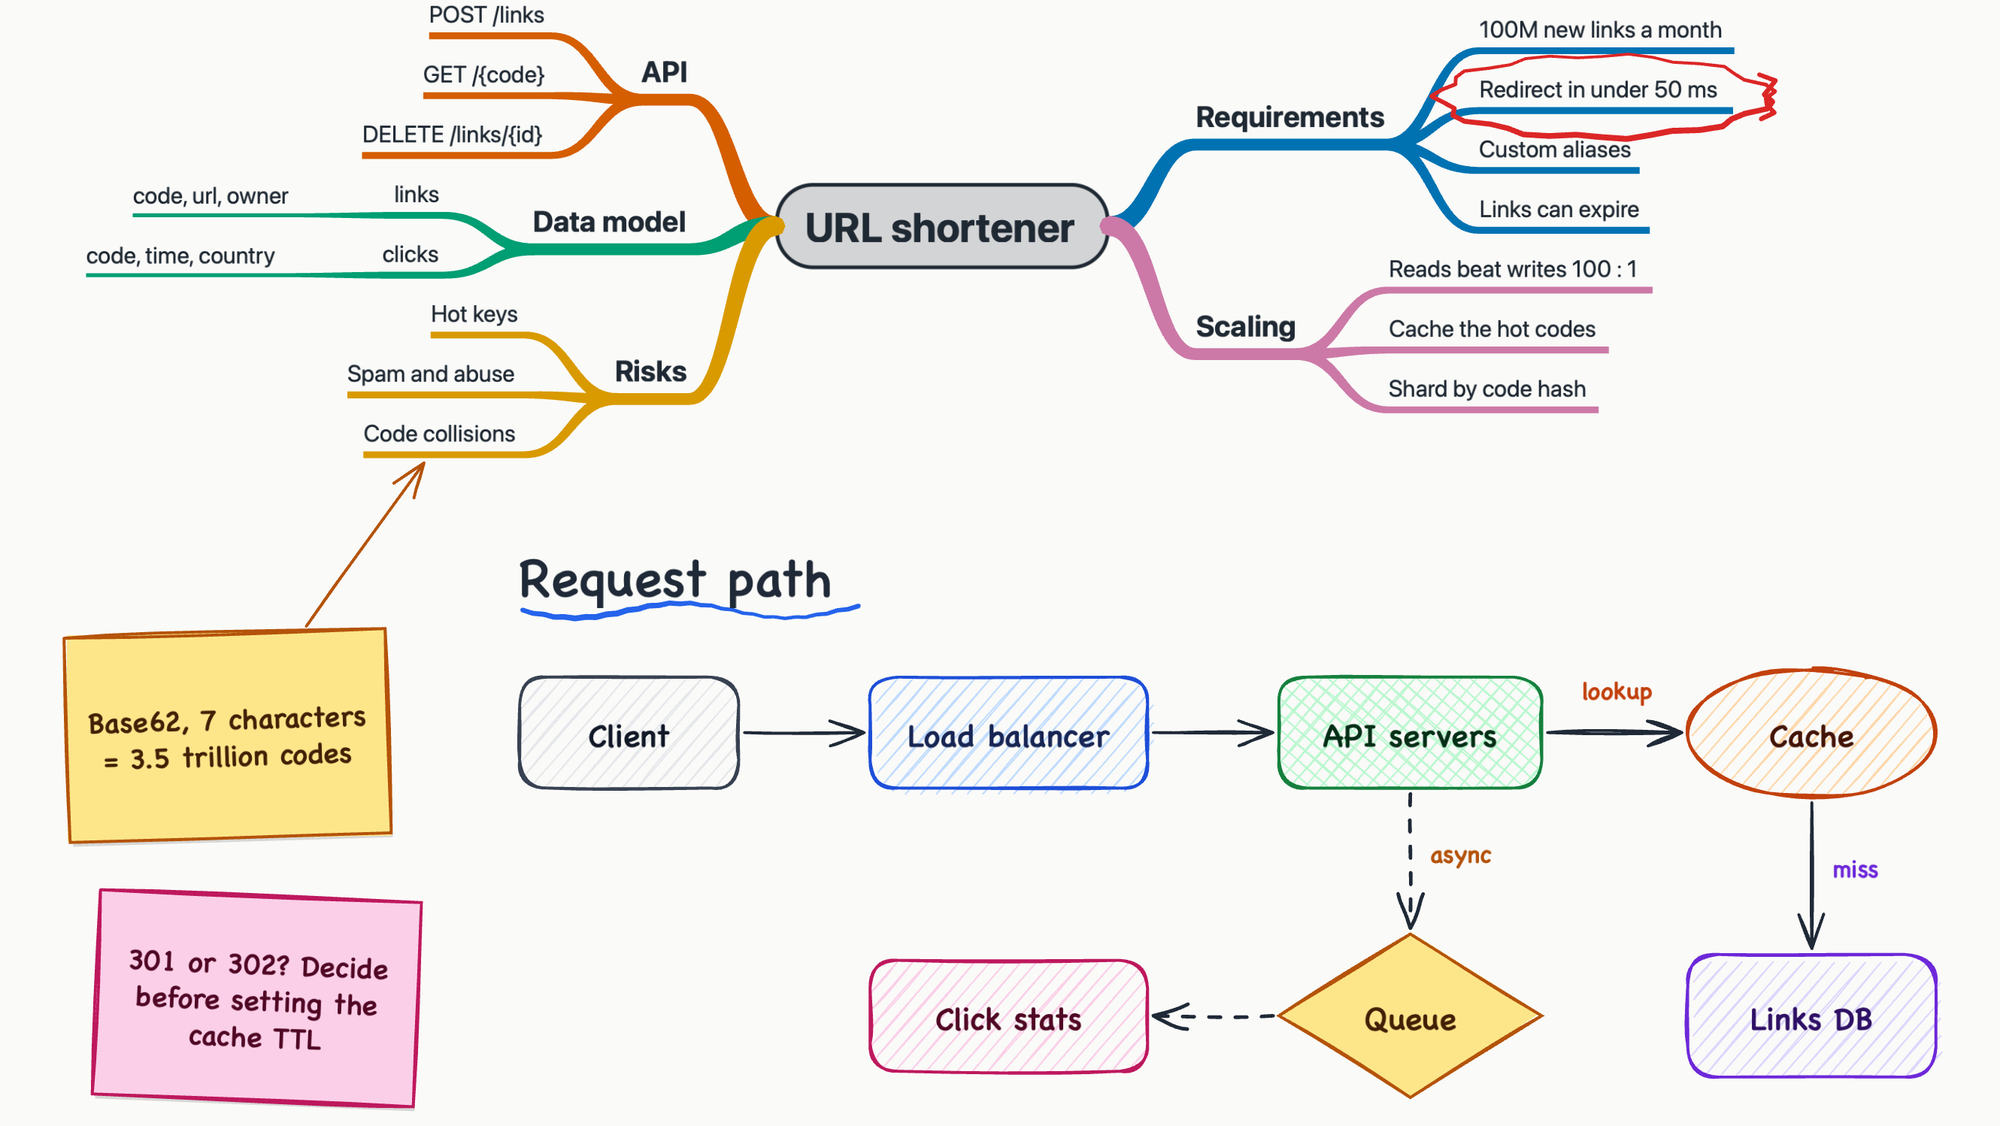 URL shortener
API
POST /links
GET /{code}
DELETE /links/{id}
Data model
links
code, url, owner
clicks
code, time, country
Risks
Hot keys
Spam and abuse
Code collisions
Requirements
100M new links a month
Redirect in under 50 ms
Custom aliases
Links can expire
Scaling
Reads beat writes 100 : 1
Cache the hot codes
Shard by code hash
Base62, 7 characters
= 3.5 trillion codes
301 or 302? Decide
before setting the
cache TTL
Request path
Client
Load balancer
API servers
lookup
Cache
async
miss
Click stats
Queue
Links DB